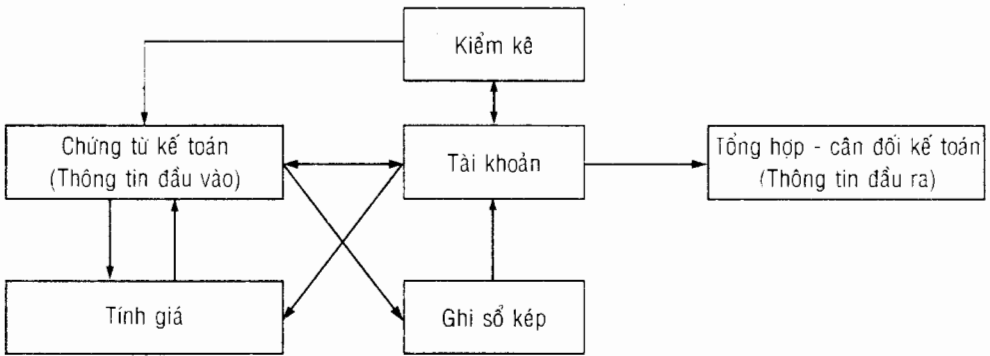 Kiểm kê
Chứng từ kế toán
(Thông tin đầu vào)
Tài khoản
Tổng hợp - cân đối kế toán
(Thông tin đầu ra)
Tính giá
Ghi sổ kép